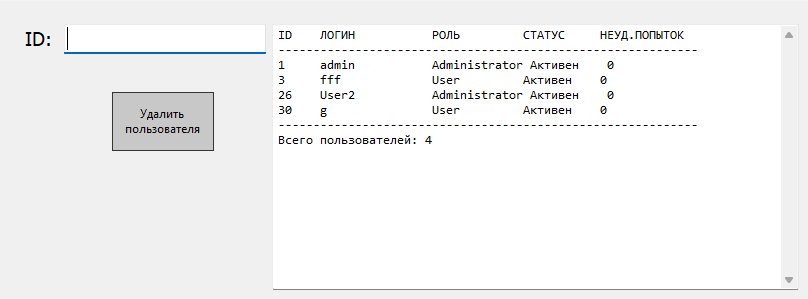 ID:
Удалить
пользователя
ID    ЛОГИН           РОЛЬ         СТАТУС     НЕУД.ПОПЫТОК
------------------------------------------------------------
1     admin           Administrator Активен    0
3     fff             User         Активен    0
26    User2           Administrator Активен    0
30    g               User         Активен    0
------------------------------------------------------------
Всего пользователей: 4